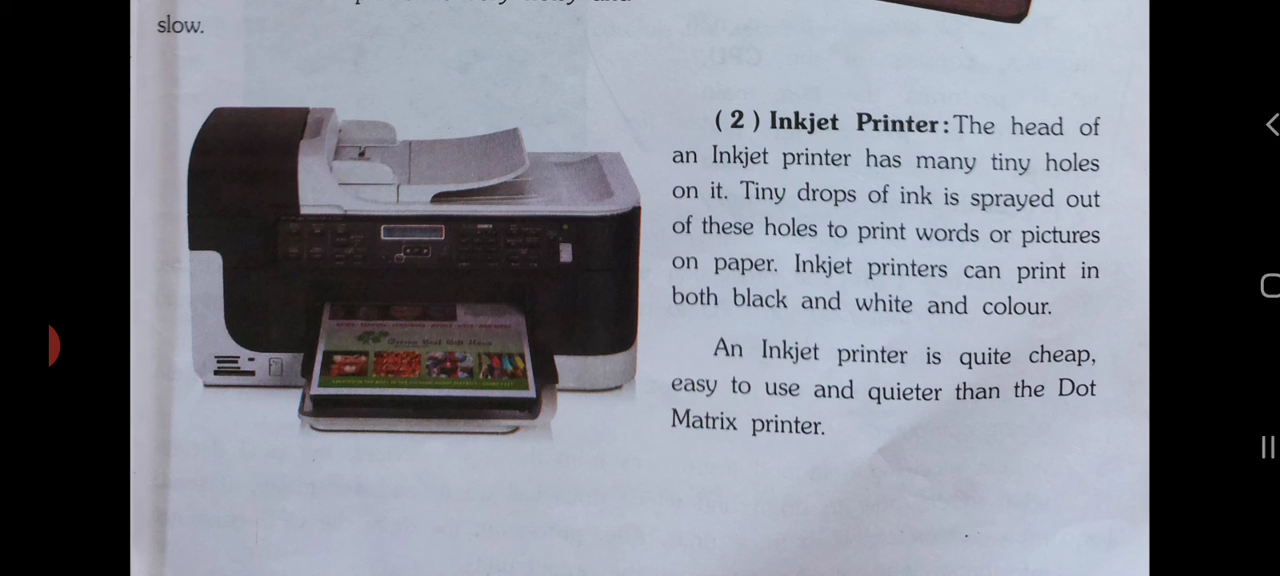 slow.
( 2 ) Inkjet Printer: The head of
an Inkjet printer has many tiny holes
on it. Tiny drops of ink is sprayed out
of these holes to print words or pictures
on paper. Inkjet printers can print in
both black and white and colour.
An Inkjet printer is quite cheap,
easy to use and quieter than the Dot
Matrix printer.